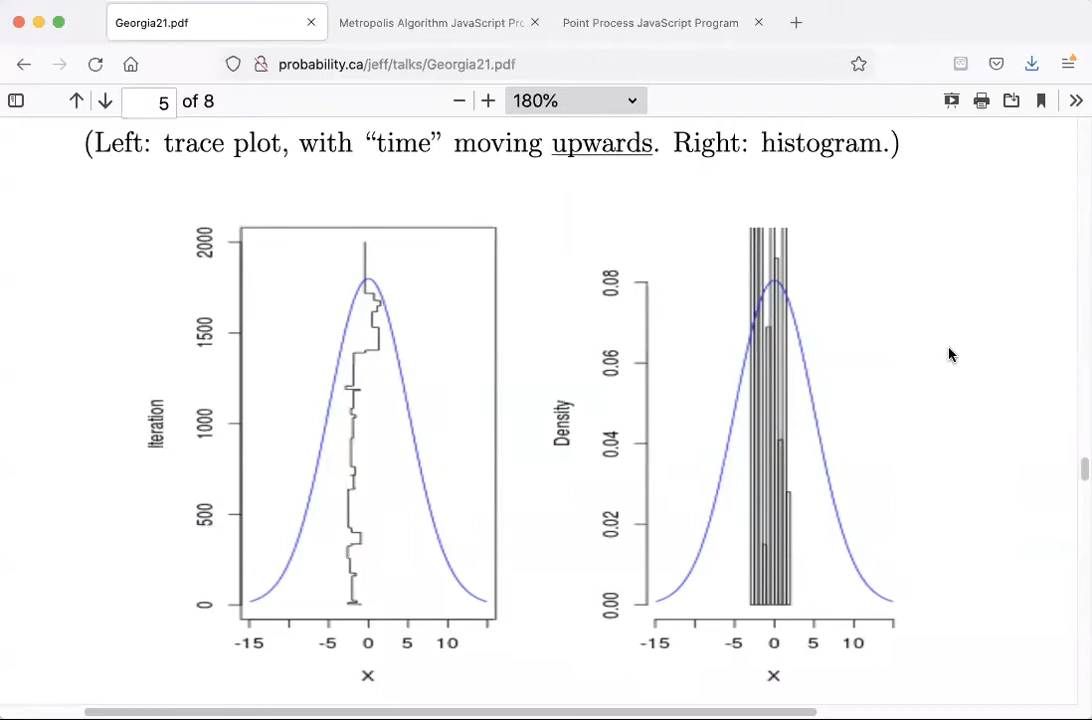 Georgia21.pdf
Metropolis Algorithm JavaScript Prc
Point Process JavaScript Program
probability.ca/jeff/talks/Georgia21.pdf
5 of 8
180%
(Left: trace plot, with “time” moving upwards. Right: histogram.)
Iteration
2000
1500
1000
500
0
-15 -5 0 5 10
X
Density
0.08
0.06
0.04
0.02
0.00
-15 -5 0 5 10
X